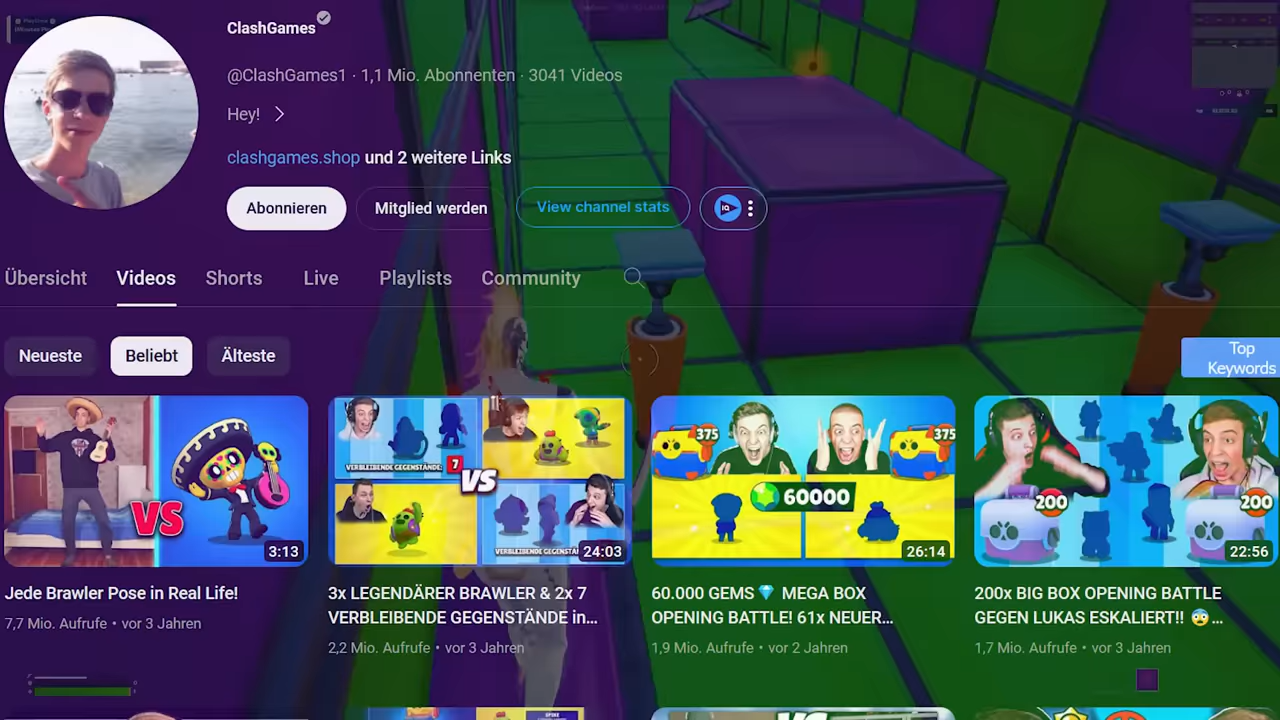 ClashGames
@ClashGames1 · 1,1 Mio. Abonnenten · 3041 Videos
Hey!
clashgames.shop und 2 weitere Links
Abonnieren
Mitglied werden
View channel stats
IQ
Übersicht
Videos
Shorts
Live
Playlists
Community
Neueste
Beliebt
Älteste
Top
Keywords
VS
3:13
VERBLEIBENDE GEGENSTÄNDE: 7
VS
VERBLEIBENDE GEGENSTÄ
24:03
375
375
60000
26:14
200
200
22:56
Jede Brawler Pose in Real Life!
7,7 Mio. Aufrufe • vor 3 Jahren
3x LEGENDÄRER BRAWLER & 2x 7
VERBLEIBENDE GEGENSTÄNDE in...
2,2 Mio. Aufrufe • vor 3 Jahren
60.000 GEMS💎 MEGA BOX
OPENING BATTLE! 61x NEUER...
1,9 Mio. Aufrufe • vor 2 Jahren
200x BIG BOX OPENING BATTLE
GEGEN LUKAS ESKALIERT!! 😨...
1,7 Mio. Aufrufe • vor 3 Jahren
SPIKE
VS